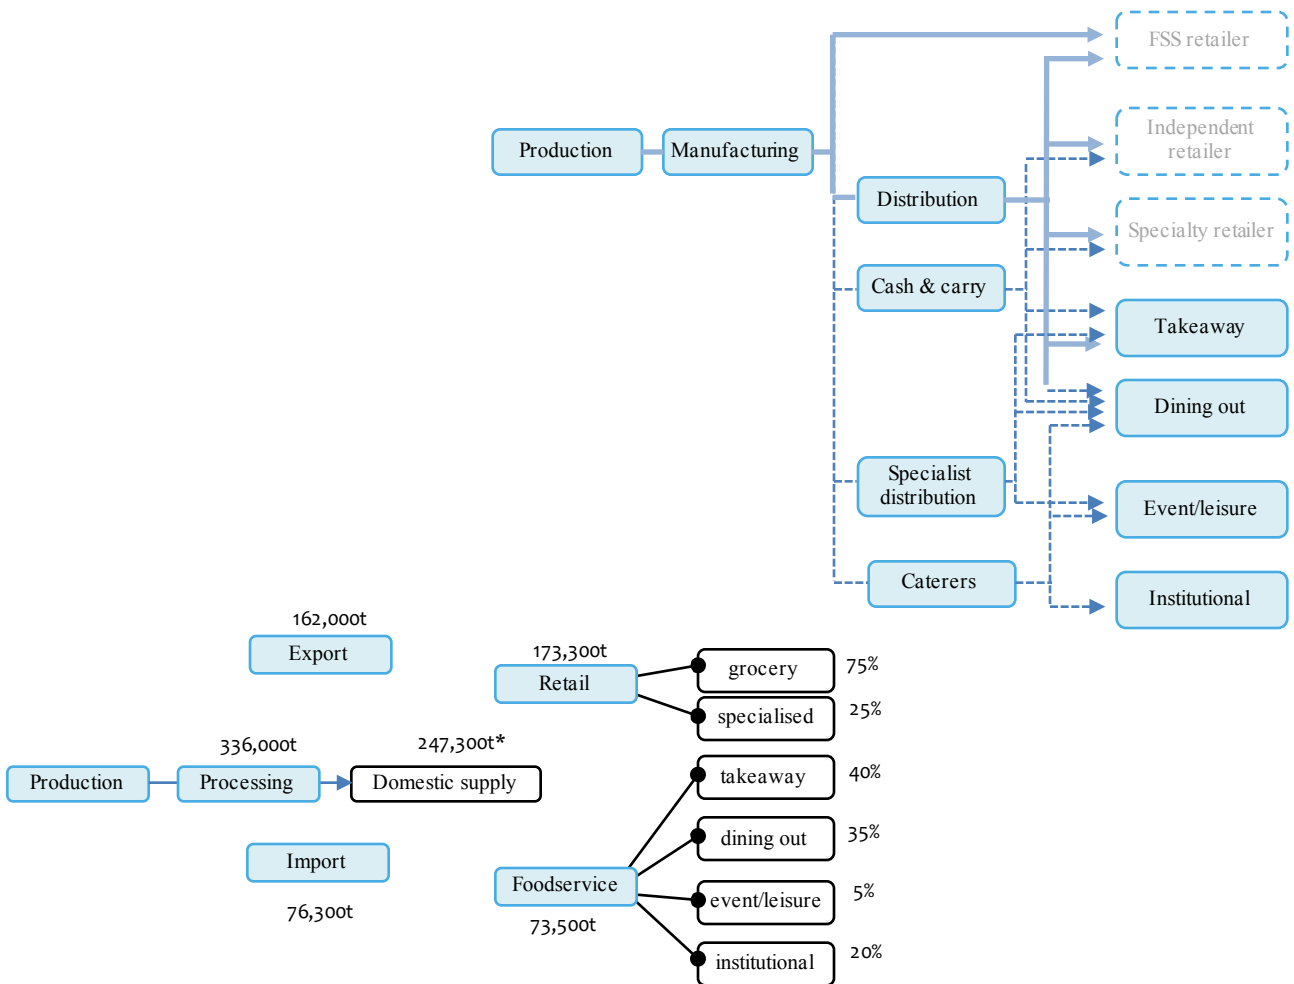 FSS retailer
Independent
retailer
Production
Manufacturing
Distribution
Specialty retailer
Cash & carry
Takeaway
Dining out
Specialist
distribution
Event/leisure
Caterers
Institutional
162,000t
Export
173,300t
Retail
grocery
75%
specialised
25%
336,000t
247,300t*
Production
Processing
Domestic supply
takeaway
40%
dining out
35%
Import
76,300t
Foodservice
73,500t
event/leisure
5%
institutional
20%